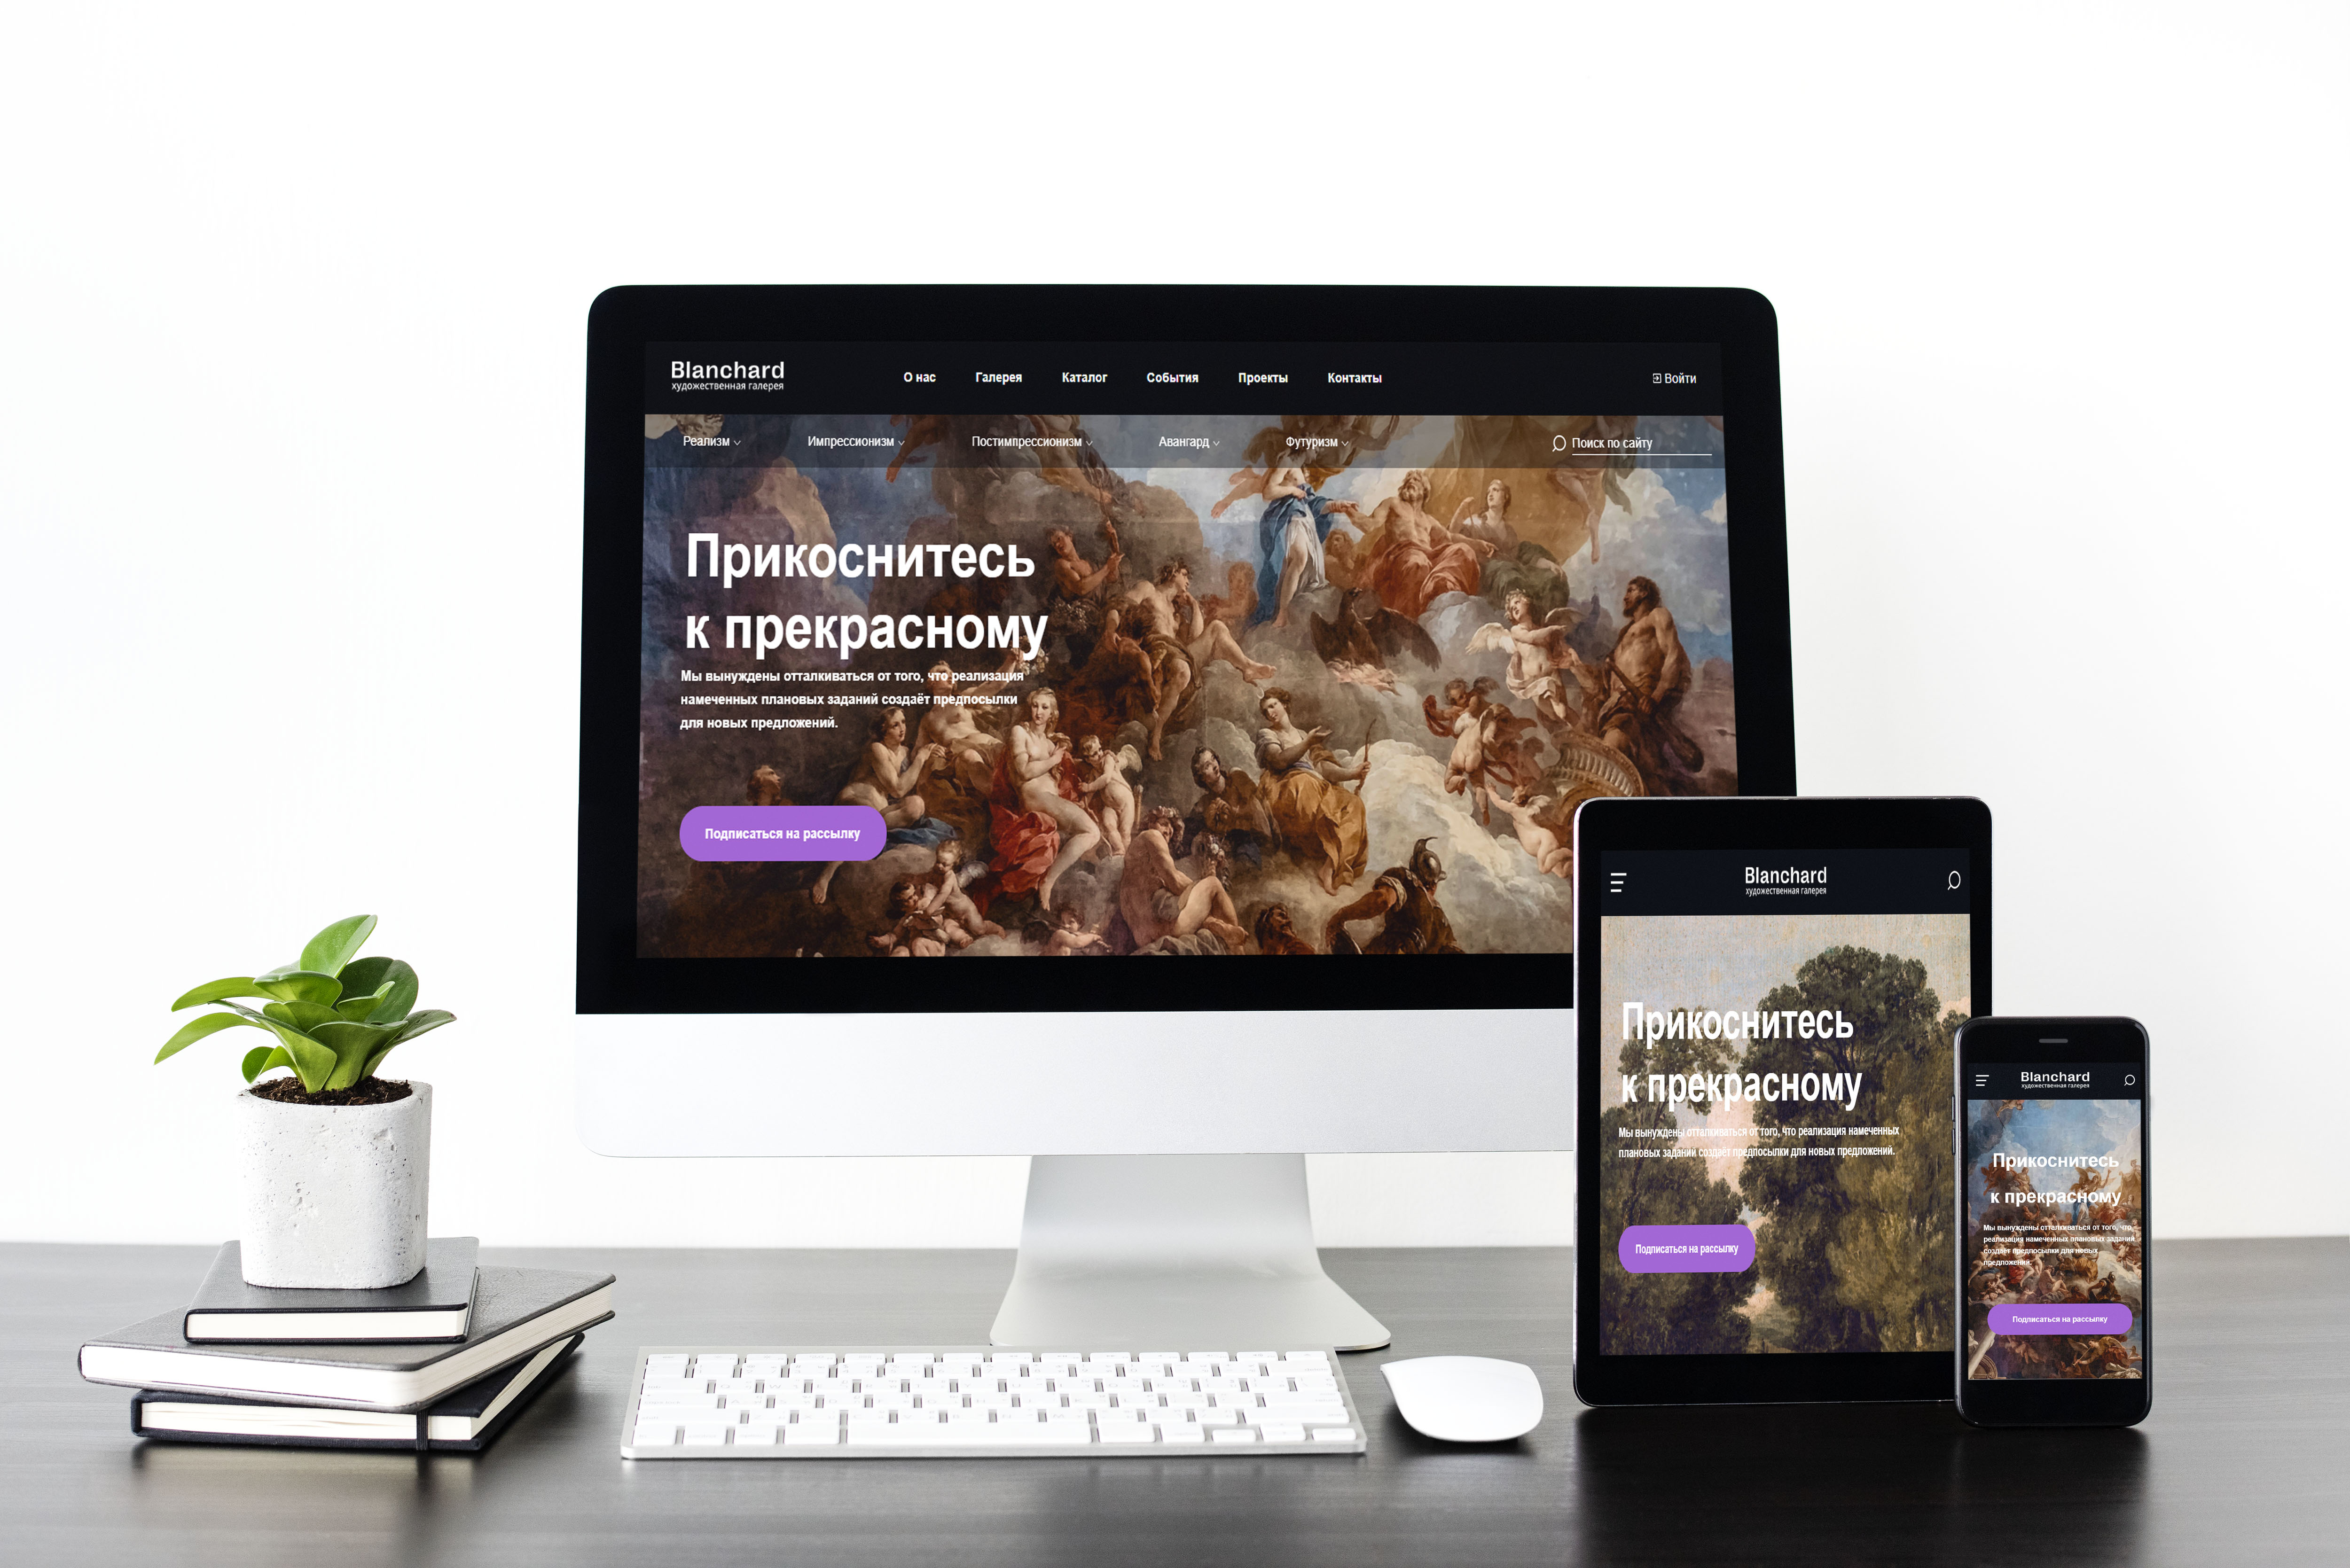 Blanchard
художественная галерея
О нас Галерея Каталог События Проекты Контакты
Войти
Реализм Импрессионизм Постимпрессионизм Авангард Футуризм
Поиск по сайту
Прикоснитесь
к прекрасному
Мы вынуждены отталкиваться от того, что реализация
намеченных плановых заданий создаёт предпосылки
для новых предложений.
Подписаться на рассылку
Blanchard
художественная галерея
Прикоснитесь
к прекрасному
Мы вынуждены отталкиваться от того, что реализация намеченных
плановых заданий создаёт предпосылки для новых предложений.
Подписаться на рассылку
Blanchard
художественная галерея
Прикоснитесь
к прекрасному
Мы вынуждены отталкиваться от того, что
реализация намеченных плановых заданий
создаёт предпосылки для новых
предложений.
Подписаться на рассылку